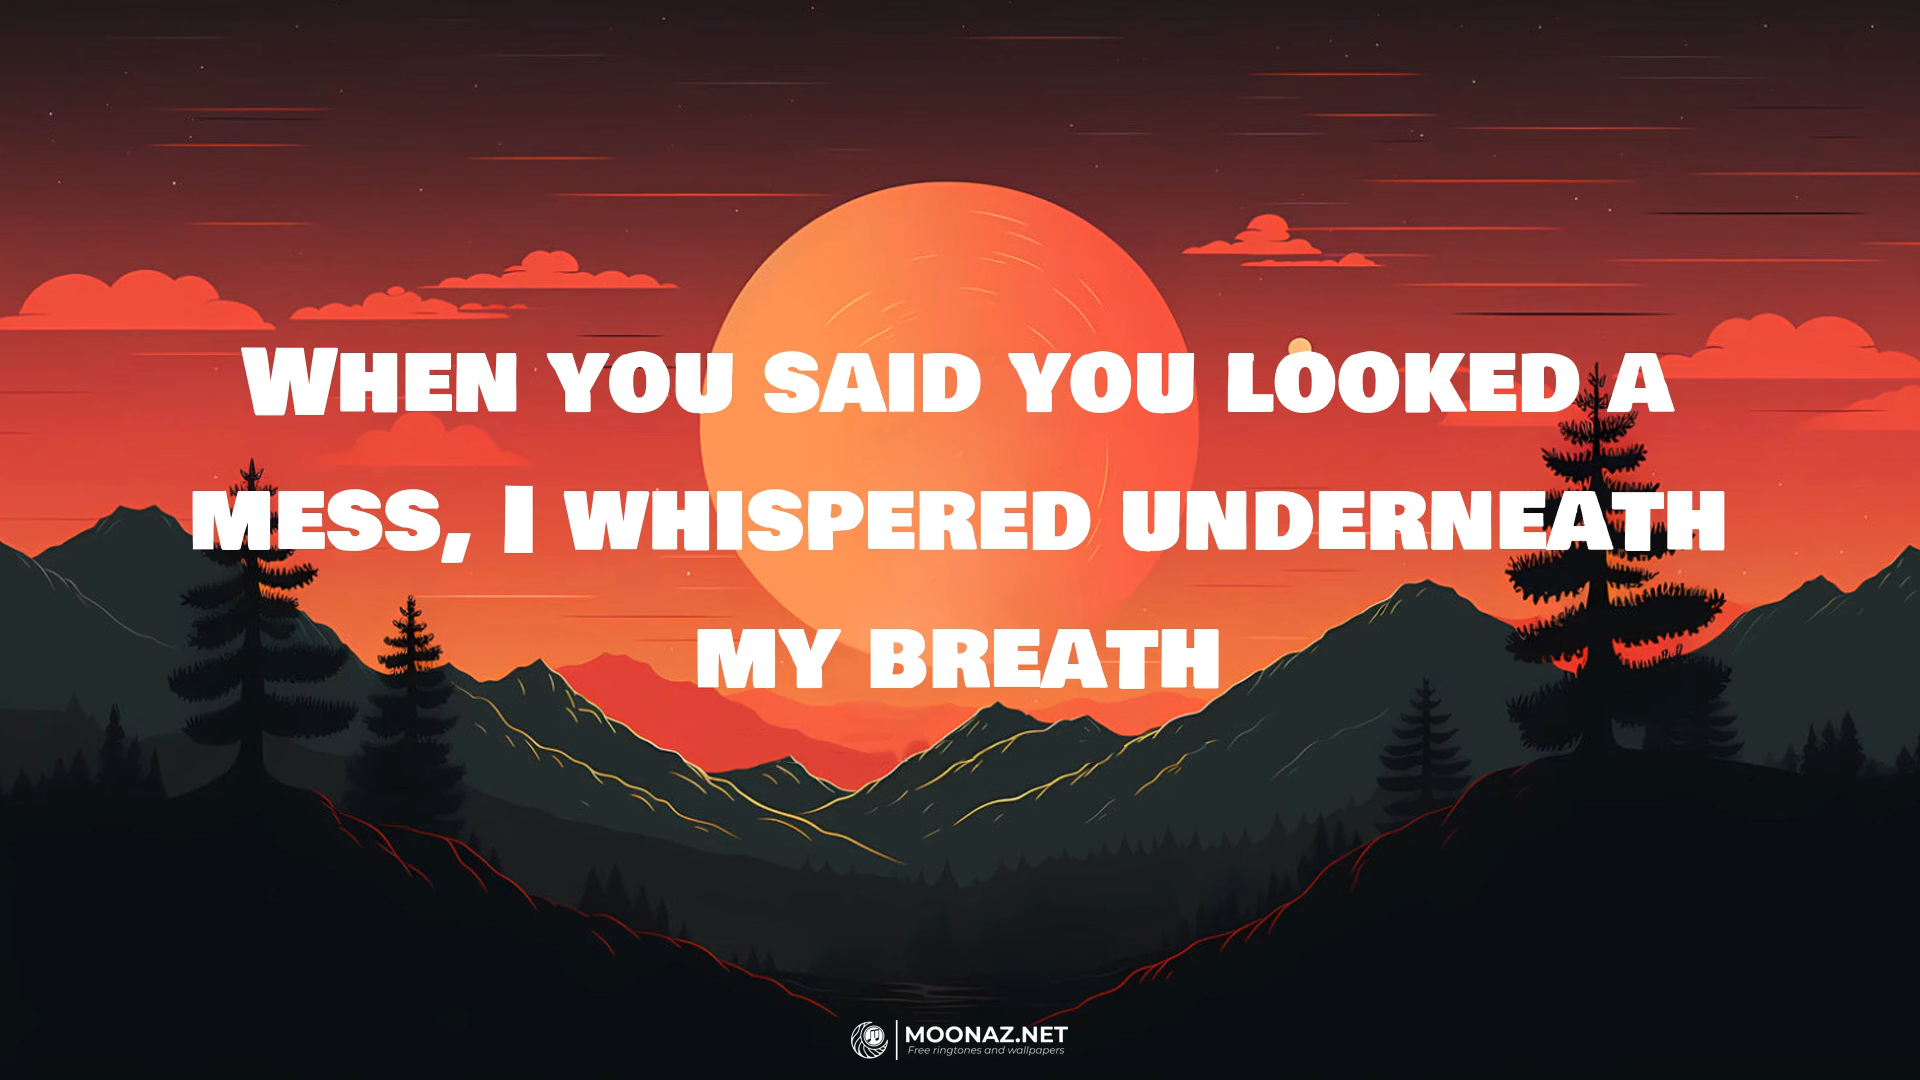 When you said you looked a
mess, I whispered underneath
my breath
MOONAZ.NET
Free ringtones and wallpapers